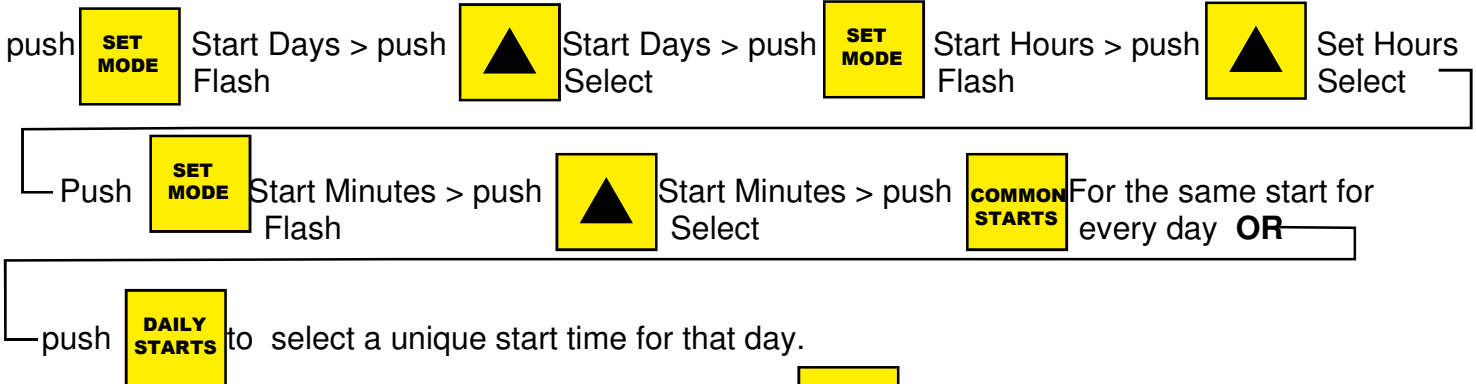 push SET MODE Start Days > push ▲ Start Days > push SET MODE Start Hours > push ▲ Set Hours
Flash Select Flash Select
Push SET MODE Start Minutes > push ▲ Start Minutes > push COMMON STARTS For the same start for
Flash Select every day OR
push DAILY STARTS to select a unique start time for that day.